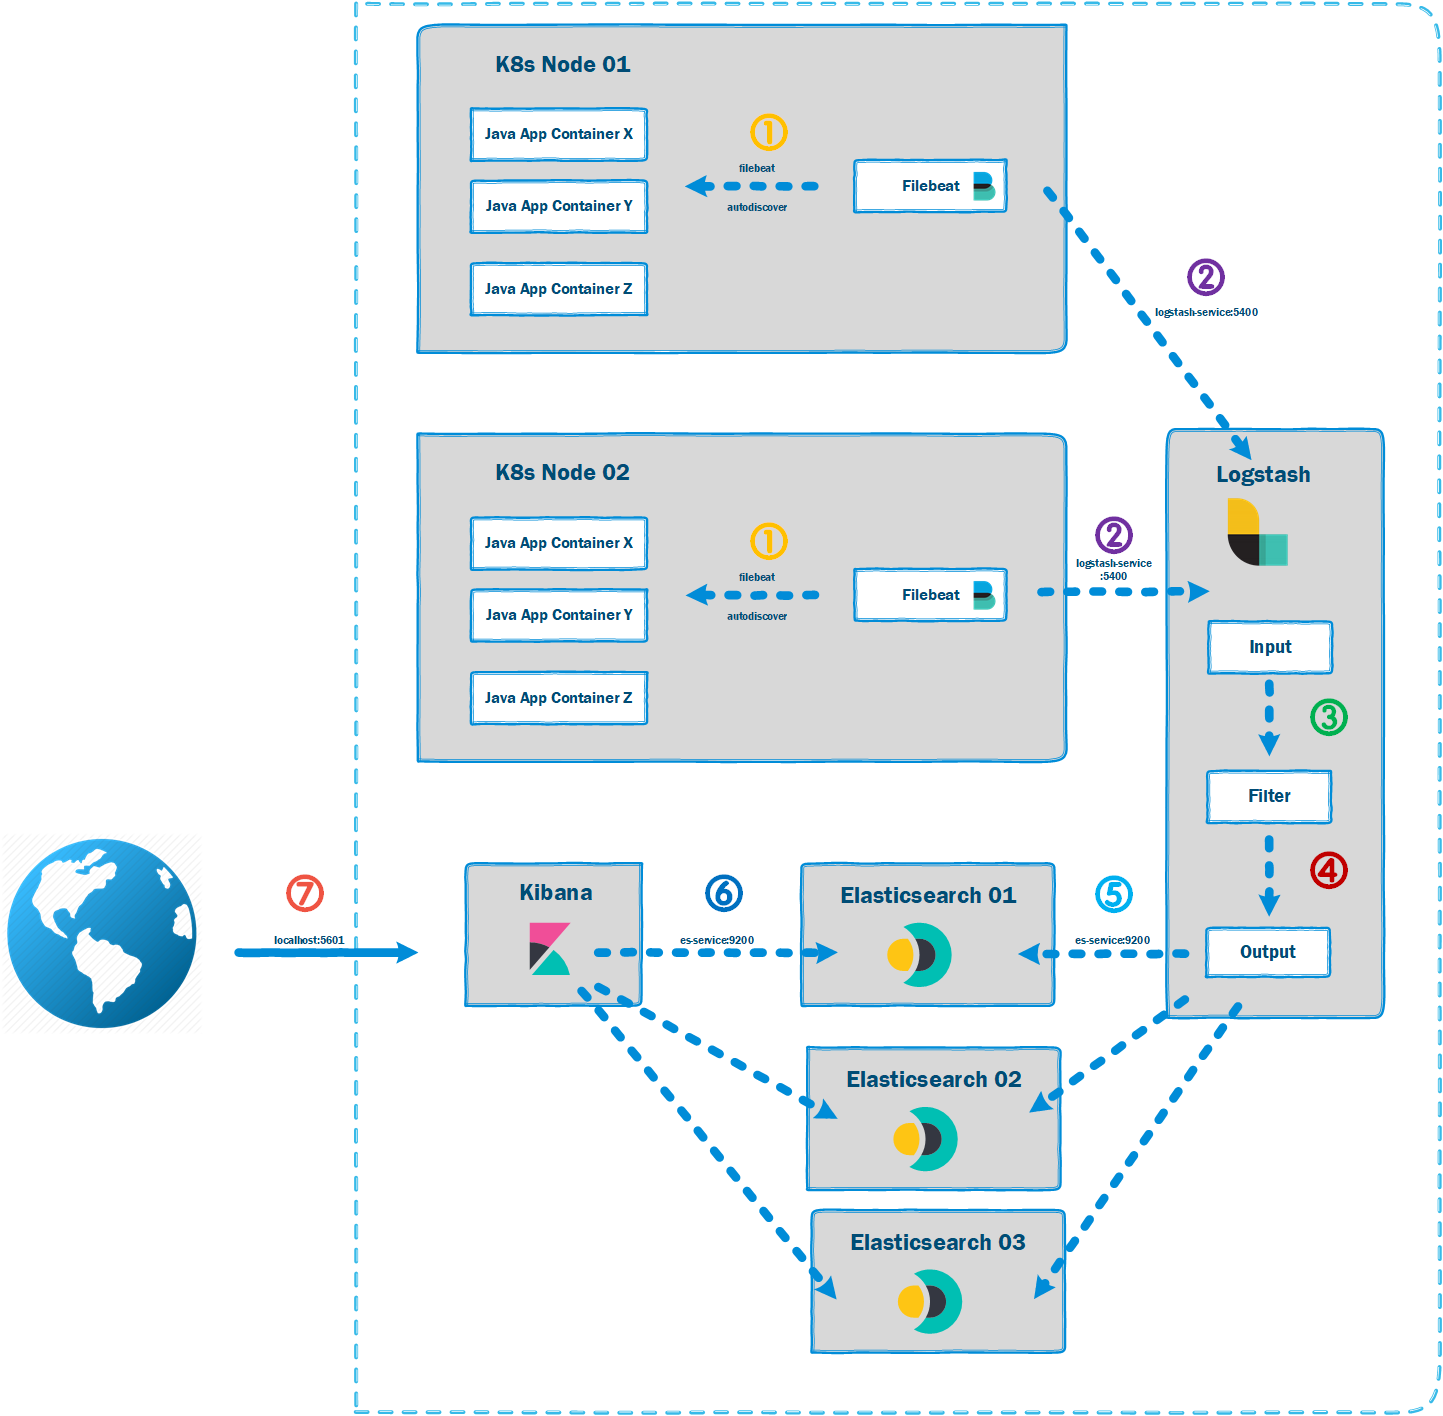 K8s Node 01
Java App Container X
Java App Container Y
Java App Container Z
1
filebeat
autodiscover
Filebeat
2
logstash-service:5400
K8s Node 02
Java App Container X
Java App Container Y
Java App Container Z
1
filebeat
autodiscover
Filebeat
2
logstash-service
:5400
Logstash
Input
3
Filter
4
Output
7
localhost:5601
Kibana
6
es-service:9200
Elasticsearch 01
5
es-service:9200
Elasticsearch 02
Elasticsearch 03